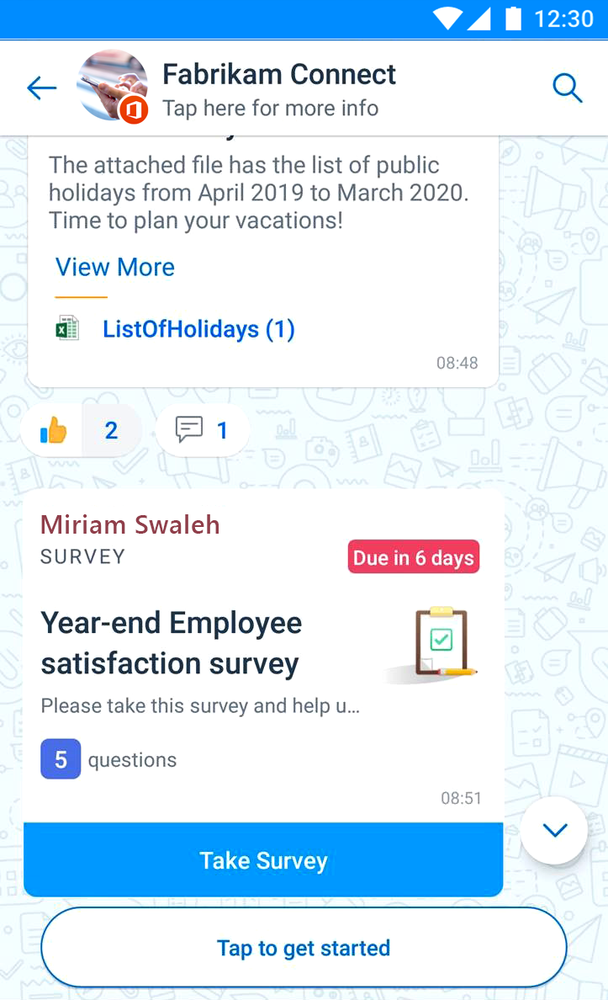 12:30
Fabrikam Connect
Tap here for more info
The attached file has the list of public
holidays from April 2019 to March 2020.
Time to plan your vacations!
View More
ListOfHolidays (1)
08:48
2
1
Miriam Swaleh
SURVEY
Due in 6 days
Year-end Employee
satisfaction survey
Please take this survey and help u...
5 questions
08:51
Take Survey
Tap to get started